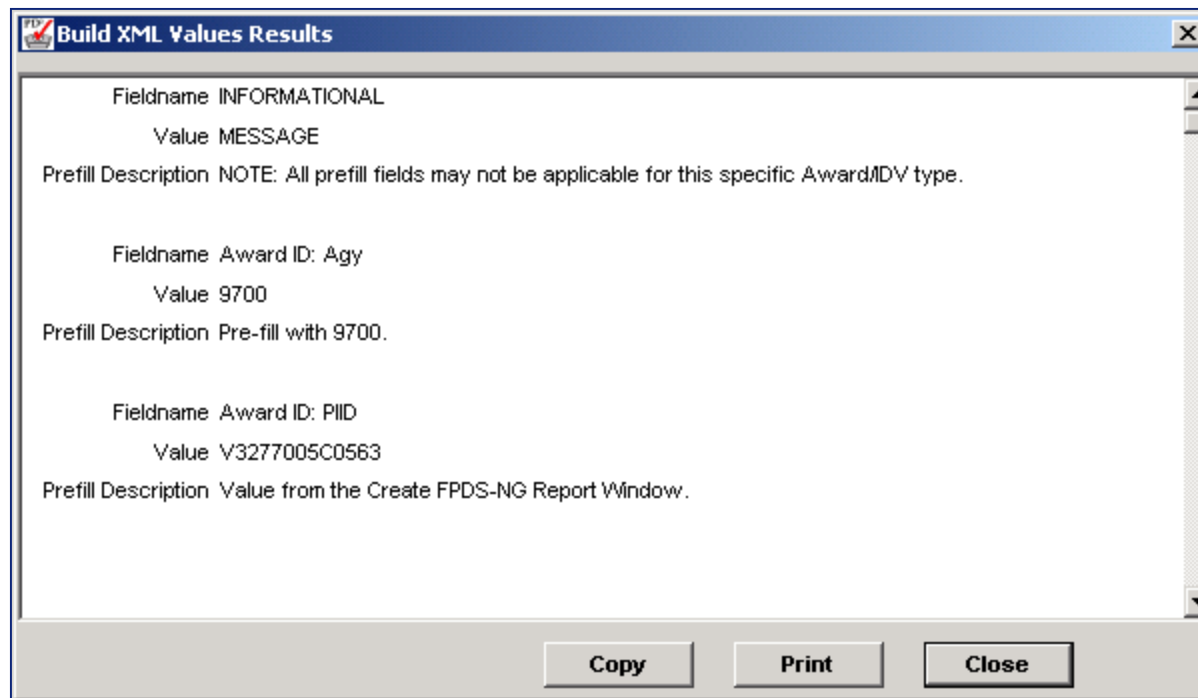 Build XML Values Results
Fieldname INFORMATIONAL
Value MESSAGE
Prefill Description NOTE: All prefill fields may not be applicable for this specific Award/IDV type.
Fieldname Award ID: Agy
Value 9700
Prefill Description Pre-fill with 9700.
Fieldname Award ID: PIID
Value V3277005C0563
Prefill Description Value from the Create FPDS-NG Report Window.
Copy Print Close